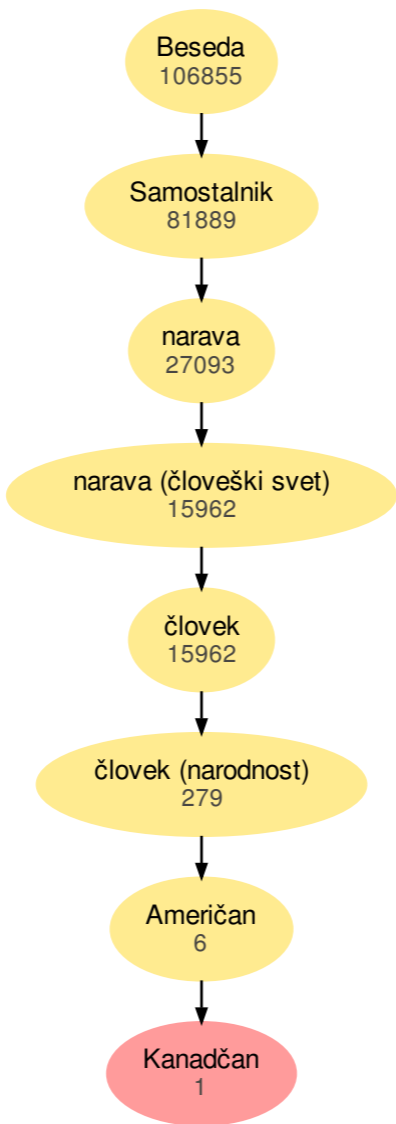 Beseda
106855
Samostalnik
81889
narava
27093
narava (človeški svet)
15962
človek
15962
človek (narodnost)
279
Američan
6
Kanadčan
1